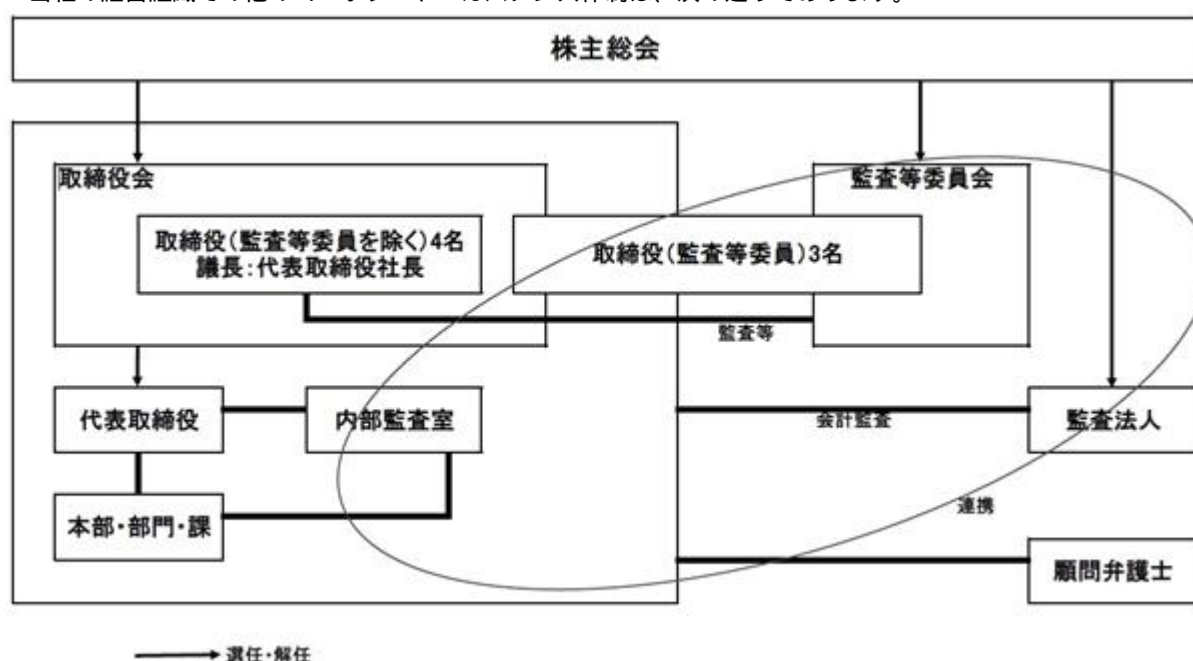 株主総会
取締役会
監査等委員会
取締役(監査等委員を除く)4名
議長:代表取締役社長
取締役(監査等委員)3名
監査等
代表取締役
内部監査室
会計監査
監査法人
連携
本部・部門・課
顧問弁護士
選任・解任